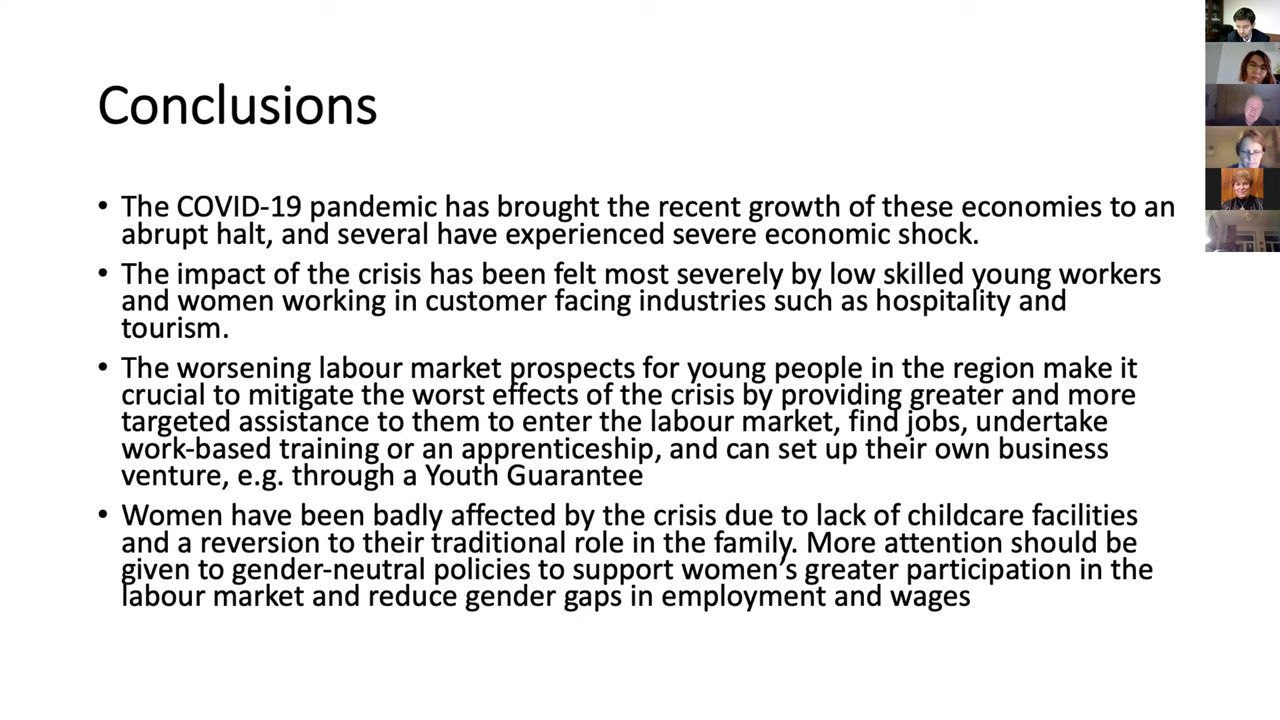 Conclusions
• The COVID-19 pandemic has brought the recent growth of these economies to an
abrupt halt, and several have experienced severe economic shock.
• The impact of the crisis has been felt most severely by low skilled young workers
and women working in customer facing industries such as hospitality and
tourism.
• The worsening labour market prospects for young people in the region make it
crucial to mitigate the worst effects of the crisis by providing greater and more
targeted assistance to them to enter the labour market, find jobs, undertake
work-based training or an apprenticeship, and can set up their own business
venture, e.g. through a Youth Guarantee
• Women have been badly affected by the crisis due to lack of childcare facilities
and a reversion to their traditional role in the family. More attention should be
given to gender-neutral policies to support women's greater participation in the
labour market and reduce gender gaps in employment and wages